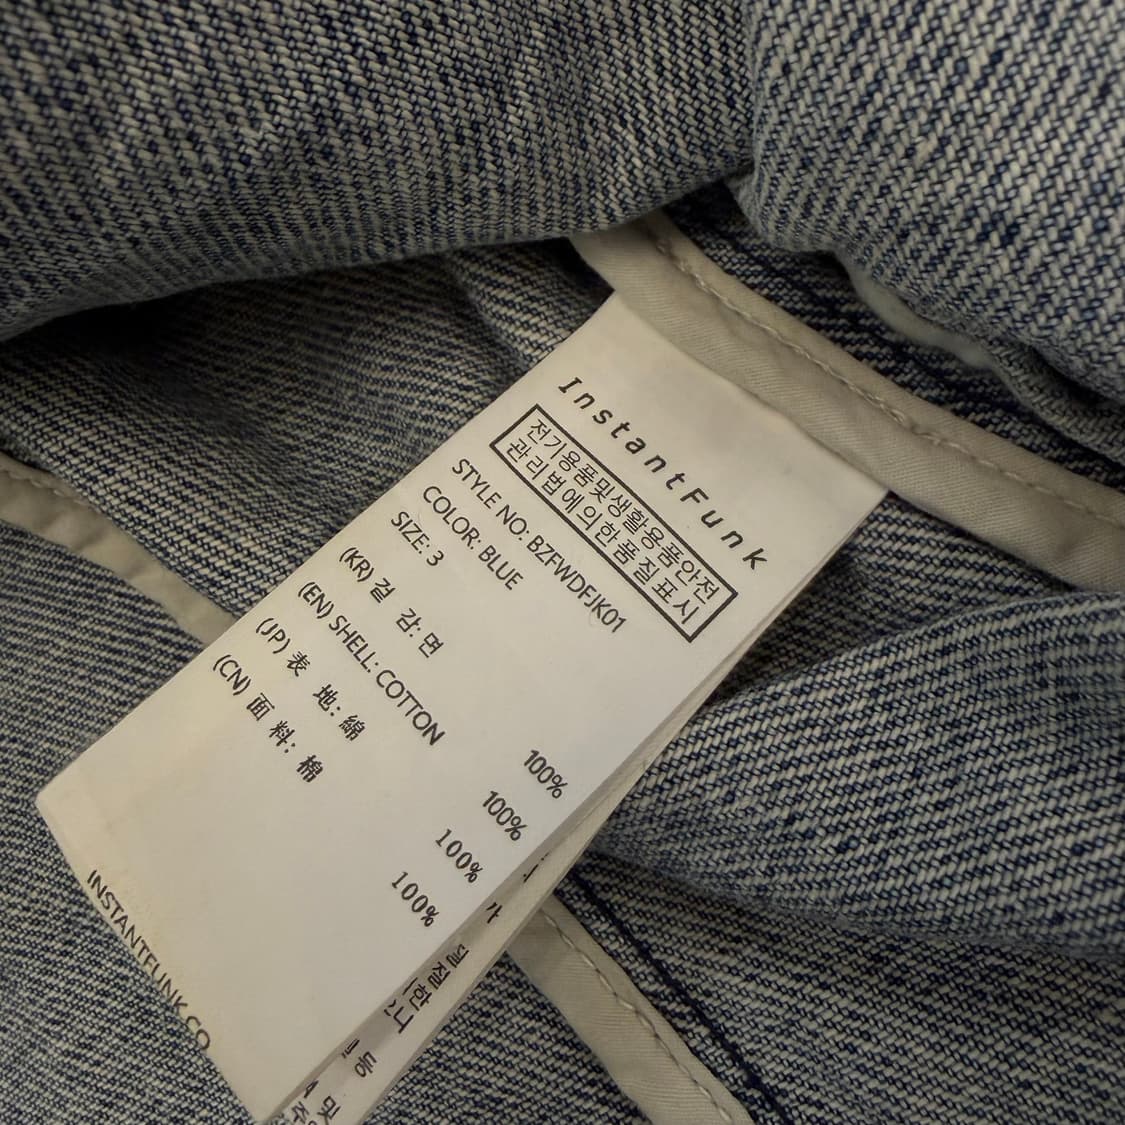 InstantFunk
전기용품및생활용품안전
관리법에의한품질표시
STYLE NO: BZFWDFJK01
COLOR: BLUE
SIZE: 3
(KR) 겉 감: 면 100%
(EN) SHELL: COTTON 100%
(JP) 表 地: 綿 100%
(CN) 面 料: 棉 100%
INSTANTFUNK CO